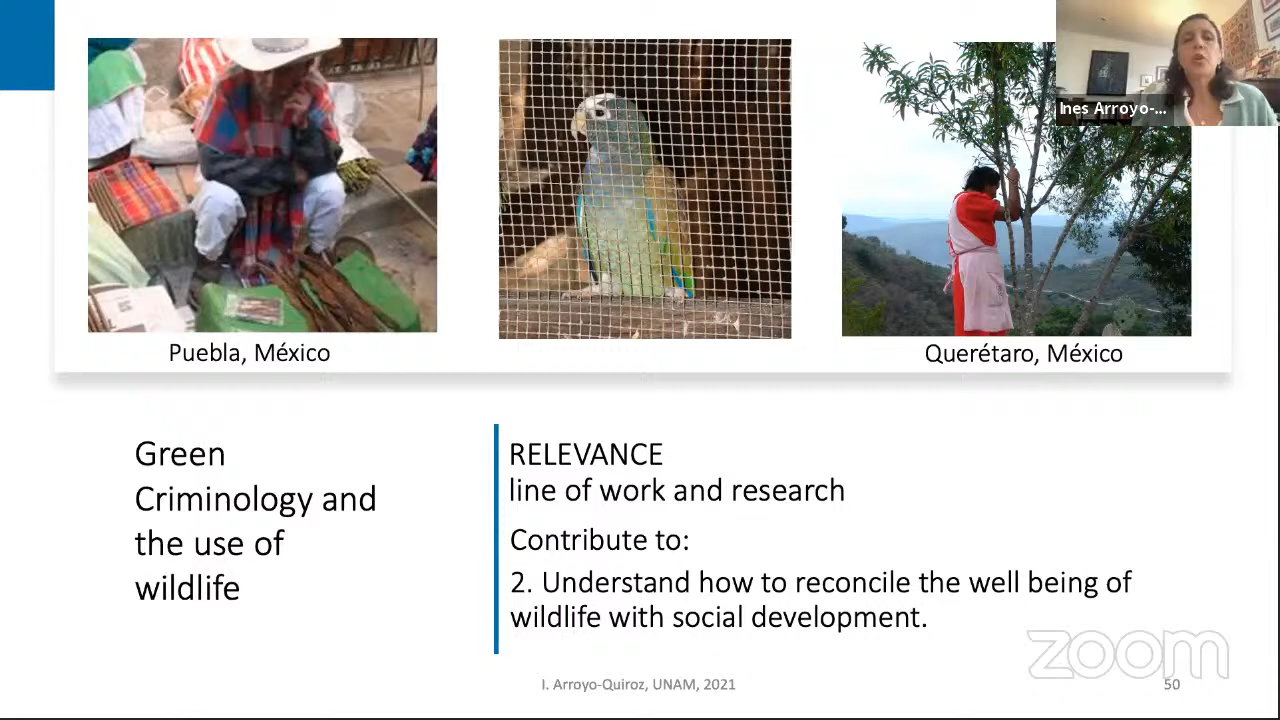 Ines Arroyo-...
Puebla, México
Querétaro, México
Green
Criminology and
the use of
wildlife
RELEVANCE
line of work and research
Contribute to:
2. Understand how to reconcile the well being of
wildlife with social development.
zoom
I. Arroyo-Quiroz, UNAM, 2021
50